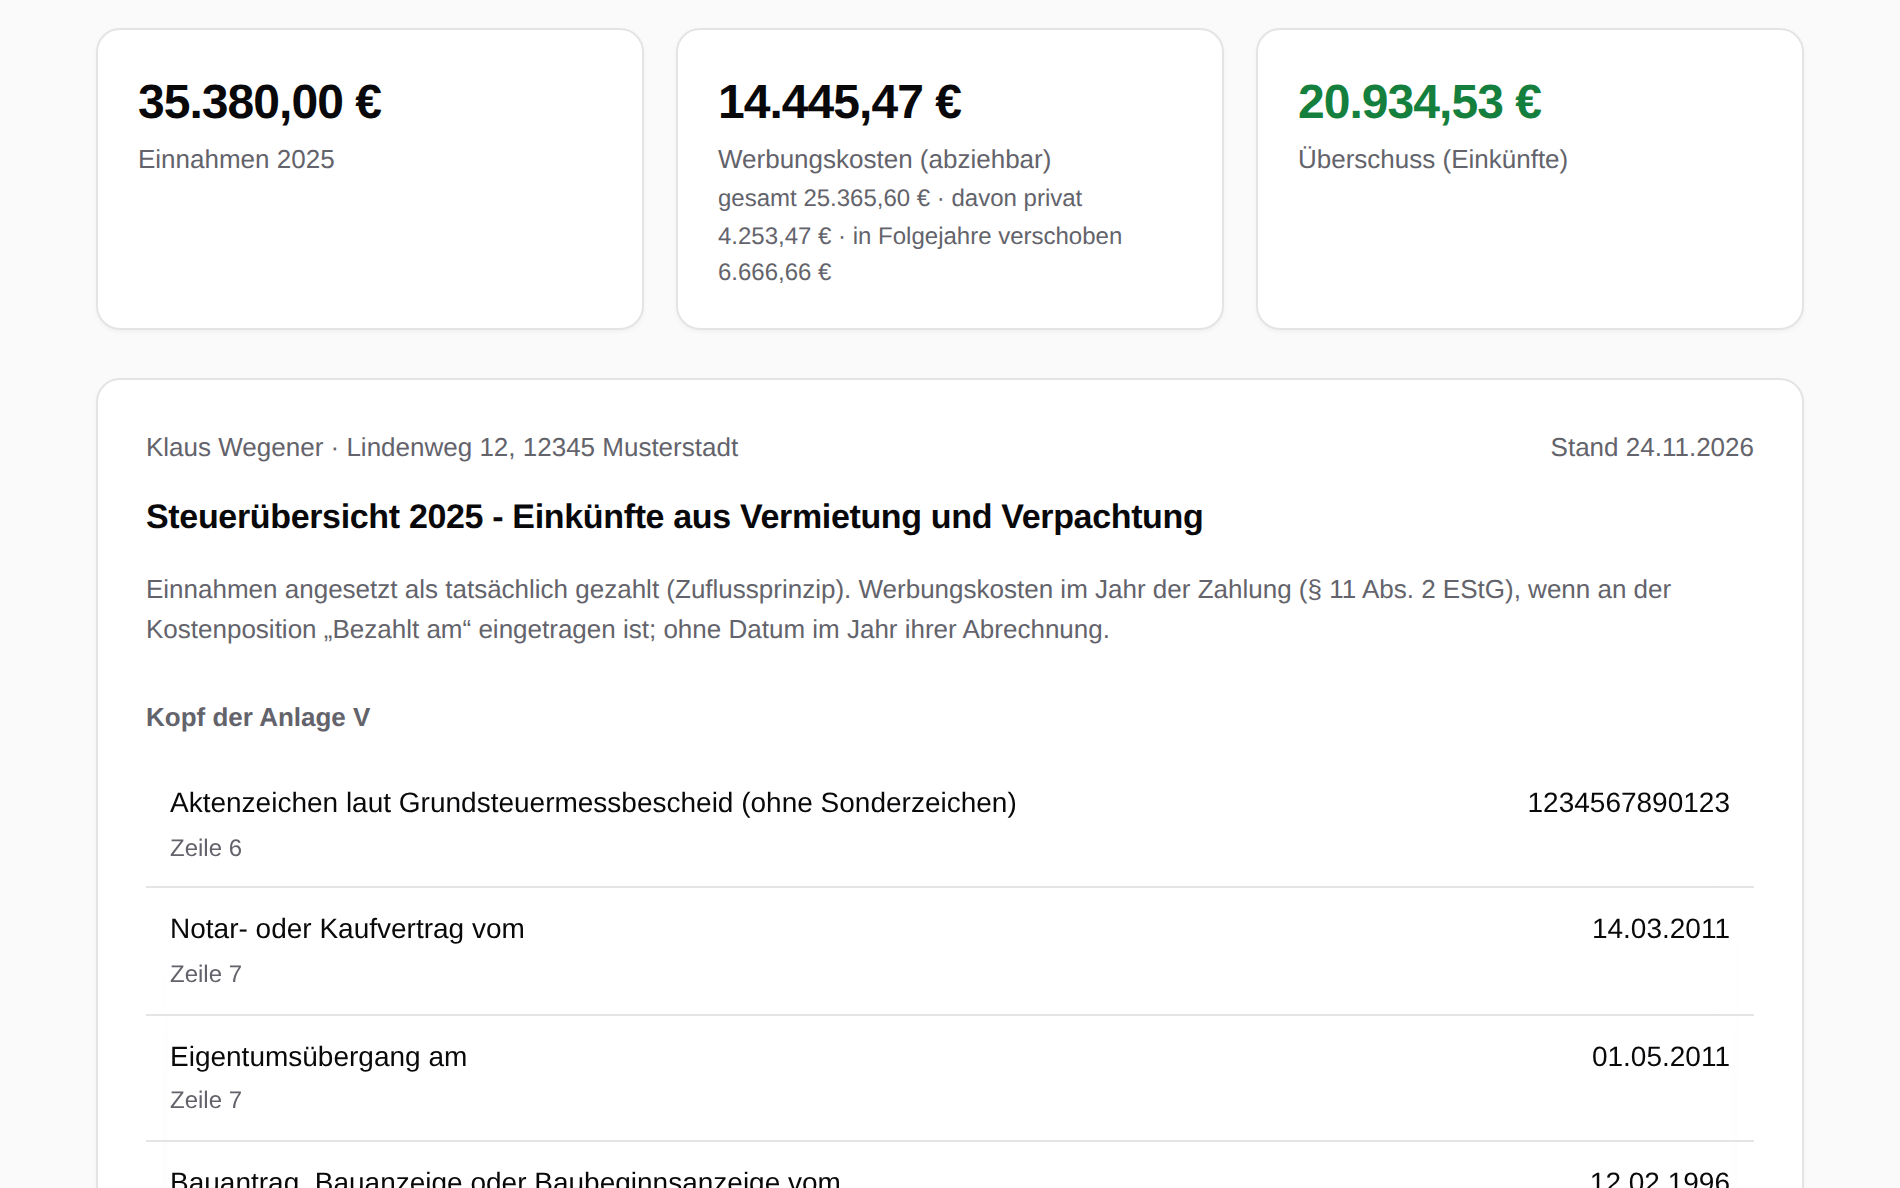 35.380,00 €
Einnahmen 2025
14.445,47 €
Werbungskosten (abziehbar)
gesamt 25.365,60 € · davon privat
4.253,47 € · in Folgejahre verschoben
6.666,66 €
20.934,53 €
Überschuss (Einkünfte)
Klaus Wegener · Lindenweg 12, 12345 Musterstadt
Stand 24.11.2026
Steuerübersicht 2025 - Einkünfte aus Vermietung und Verpachtung
Einnahmen angesetzt als tatsächlich gezahlt (Zuflussprinzip). Werbungskosten im Jahr der Zahlung (§ 11 Abs. 2 EStG), wenn an der
Kostenposition „Bezahlt am“ eingetragen ist; ohne Datum im Jahr ihrer Abrechnung.
Kopf der Anlage V
Aktenzeichen laut Grundsteuermessbescheid (ohne Sonderzeichen)
1234567890123
Zeile 6
Notar- oder Kaufvertrag vom
14.03.2011
Zeile 7
Eigentumsübergang am
01.05.2011
Zeile 7
Bauantrag, Bauanzeige oder Baubeginnsanzeige vom
12.02.1996